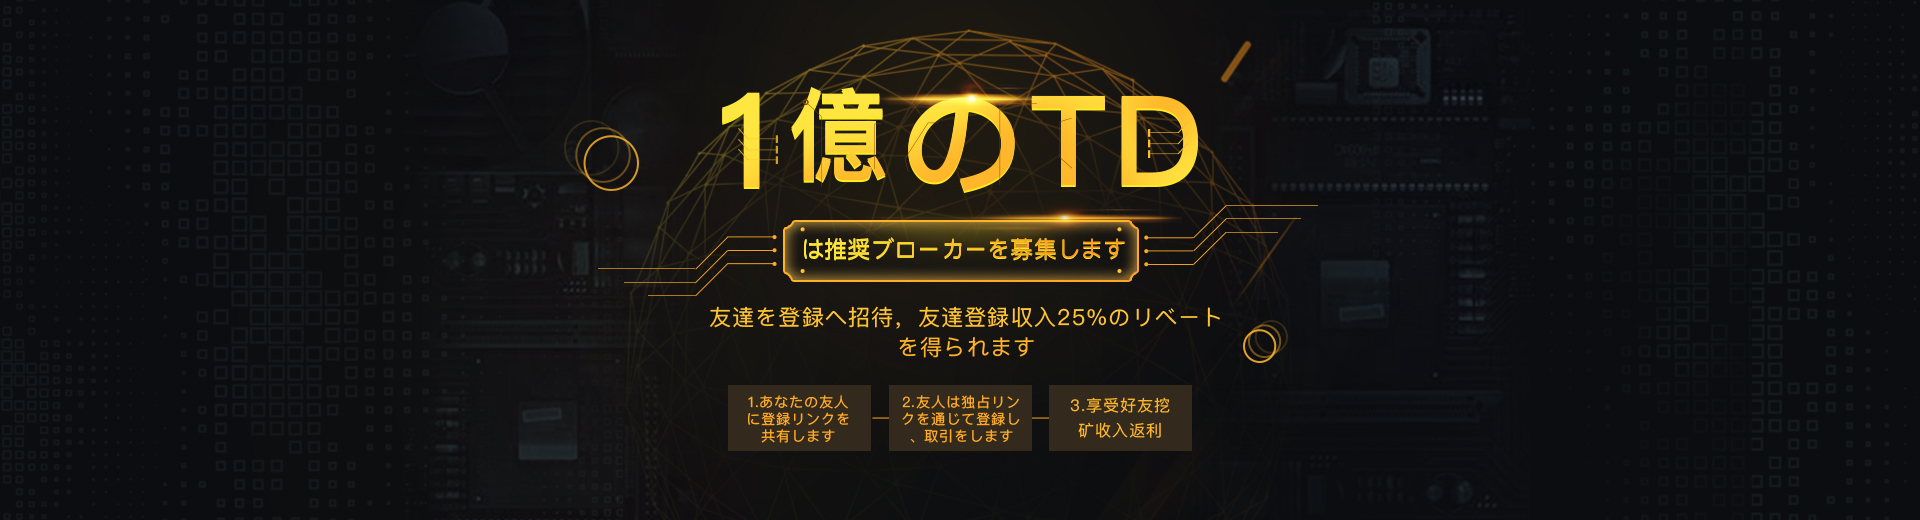 1億のTD
は推奨ブローカーを募集します
友達を登録へ招待，友達登録収入25%のリベート
を得られます
1.あなたの友人
に登録リンクを
共有します
2.友人は独占リン
クを通じて登録し
、取引をします
3.享受好友挖
矿收入返利